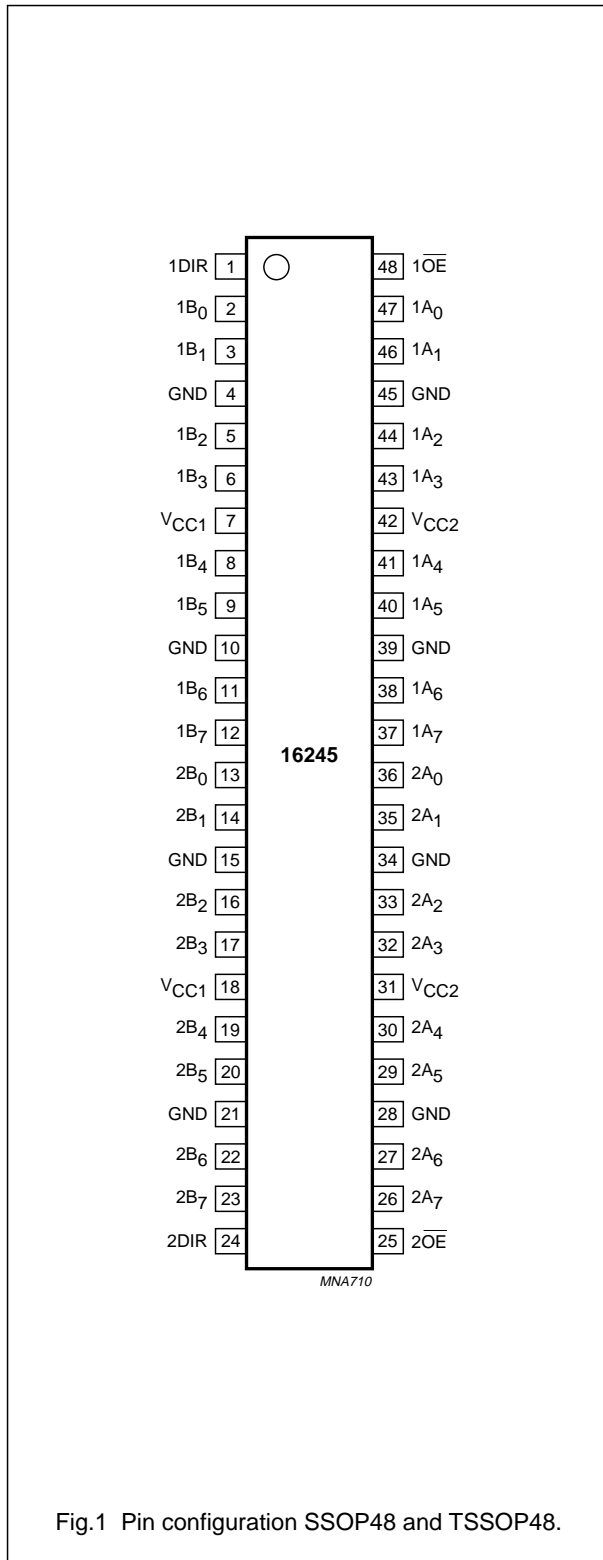 1DIR 1 48 1O̅E̅
1B0 2 47 1A0
1B1 3 46 1A1
GND 4 45 GND
1B2 5 44 1A2
1B3 6 43 1A3
VCC1 7 42 VCC2
1B4 8 41 1A4
1B5 9 40 1A5
GND 10 39 GND
1B6 11 38 1A6
1B7 12 37 1A7
16245
2B0 13 36 2A0
2B1 14 35 2A1
GND 15 34 GND
2B2 16 33 2A2
2B3 17 32 2A3
VCC1 18 31 VCC2
2B4 19 30 2A4
2B5 20 29 2A5
GND 21 28 GND
2B6 22 27 2A6
2B7 23 26 2A7
2DIR 24 25 2O̅E̅
MNA710
Fig.1 Pin configuration SSOP48 and TSSOP48.